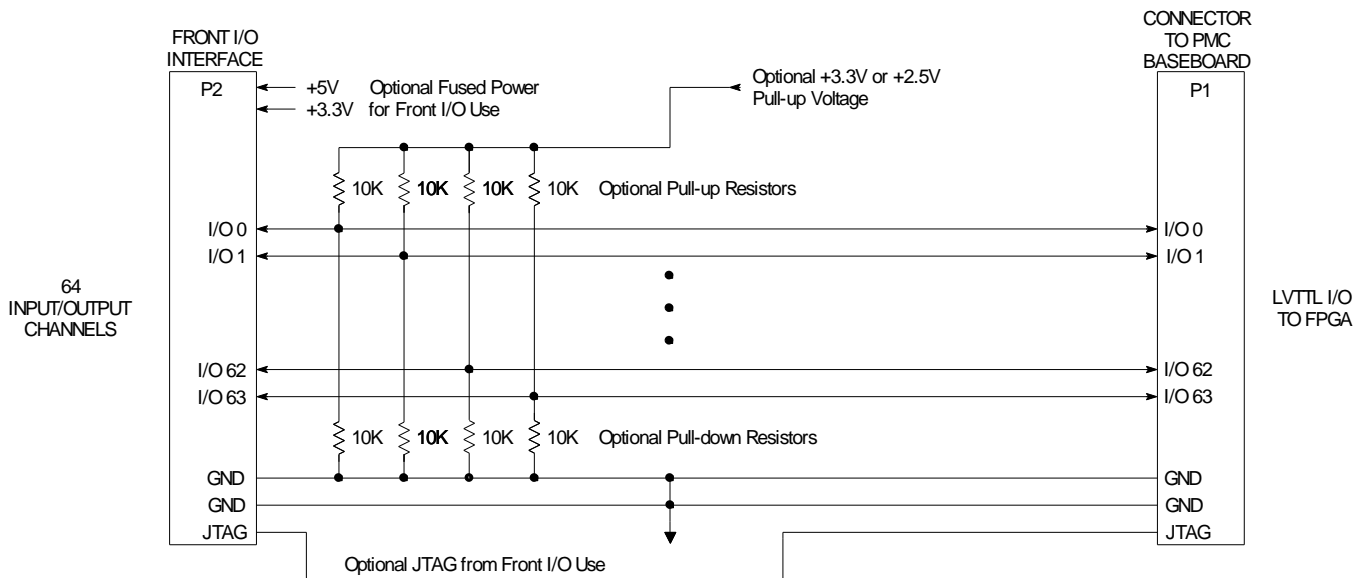 FRONT I/O
INTERFACE
CONNECTOR
TO PMC
BASEBOARD
P2
+5V
Optional Fused Power
+3.3V
for Front I/O Use
Optional +3.3V or +2.5V
Pull-up Voltage
P1
10K
10K
10K
10K
Optional Pull-up Resistors
I/O 0
I/O 0
I/O 1
I/O 1
64
INPUT/OUTPUT
CHANNELS
LVTTL I/O
TO FPGA
I/O 62
I/O 62
I/O 63
I/O 63
10K
10K
10K
10K
Optional Pull-down Resistors
GND
GND
GND
GND
JTAG
JTAG
Optional JTAG from Front I/O Use